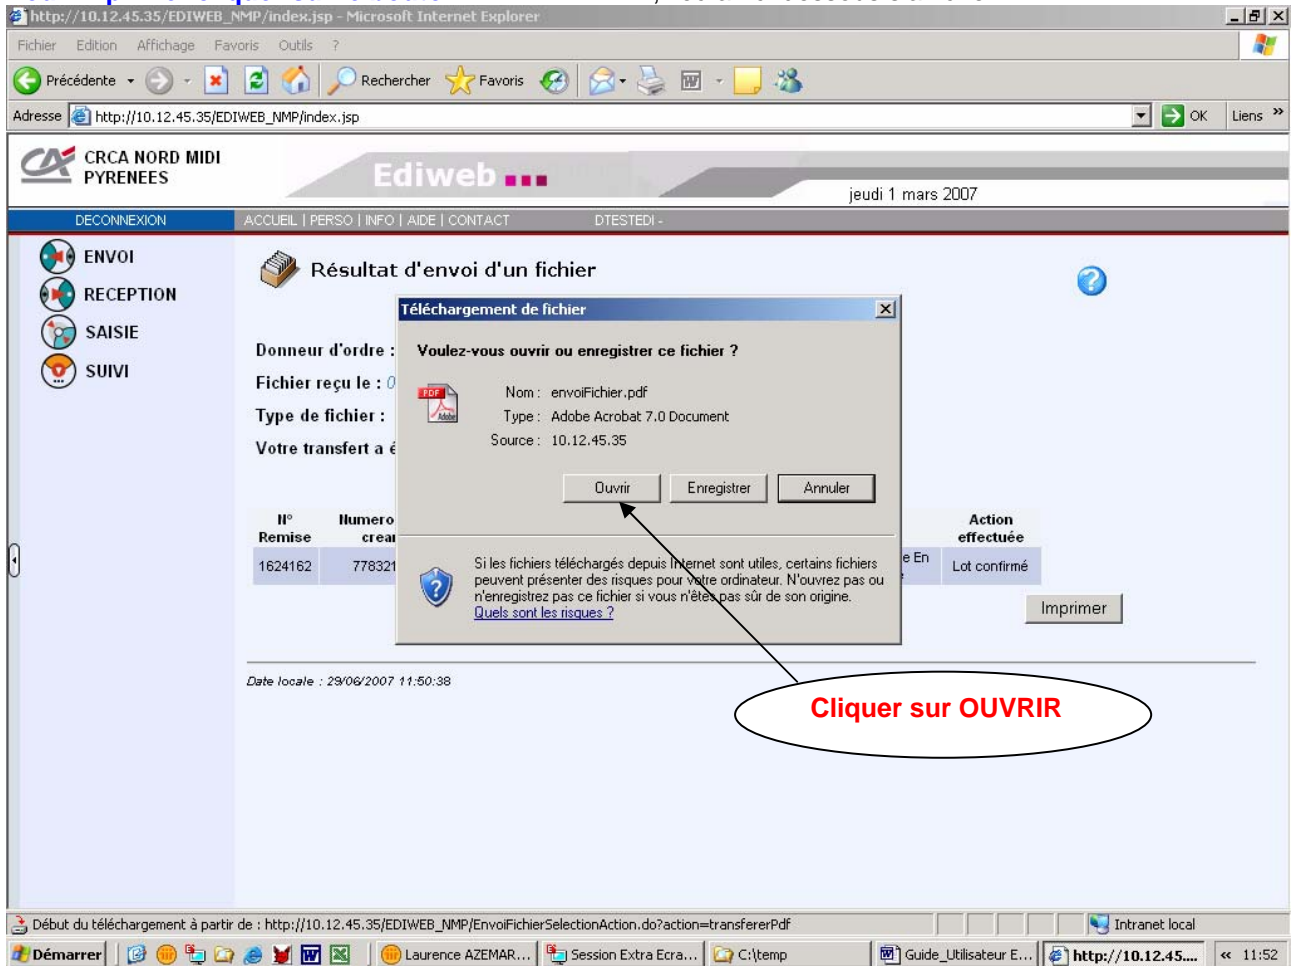 http://10.12.45.35/EDIWEB_NMP/index.jsp - Microsoft Internet Explorer
Fichier Edition Affichage Favoris Outils ?
Précédente Rechercher Favoris
Adresse http://10.12.45.35/EDIWEB_NMP/index.jsp OK Liens »
CRCA NORD MIDI
PYRENEES
Ediweb
jeudi 1 mars 2007
DECONNEXION ACCUEIL | PERSO | INFO | AIDE | CONTACT DTESTEDI -
ENVOI
RECEPTION
SAISIE
SUIVI
Résultat d'envoi d'un fichier
Donneur d'ordre :
Fichier reçu le : 0
Type de fichier :
Votre transfert a é
Téléchargement de fichier
Voulez-vous ouvrir ou enregistrer ce fichier ?
Nom : envoiFichier.pdf
Type : Adobe Acrobat 7.0 Document
Source : 10.12.45.35
Ouvrir Enregistrer Annuler
Si les fichiers téléchargés depuis Internet sont utiles, certains fichiers
peuvent présenter des risques pour votre ordinateur. N'ouvrez pas ou
n'enregistrez pas ce fichier si vous n'êtes pas sûr de son origine.
Quels sont les risques ?
N° Remise Numero crear Action effectuée
1624162 778321 e En Lot confirmé
Imprimer
Date locale : 29/06/2007 11:50:38
Cliquer sur OUVRIR
Début du téléchargement à partir de : http://10.12.45.35/EDIWEB_NMP/EnvoiFichierSelectionAction.do?action=transfererPdf Intranet local
Démarrer Laurence AZEMAR... Session Extra Ecra... C:\temp Guide_Utilisateur E... http://10.12.45.... « 11:52